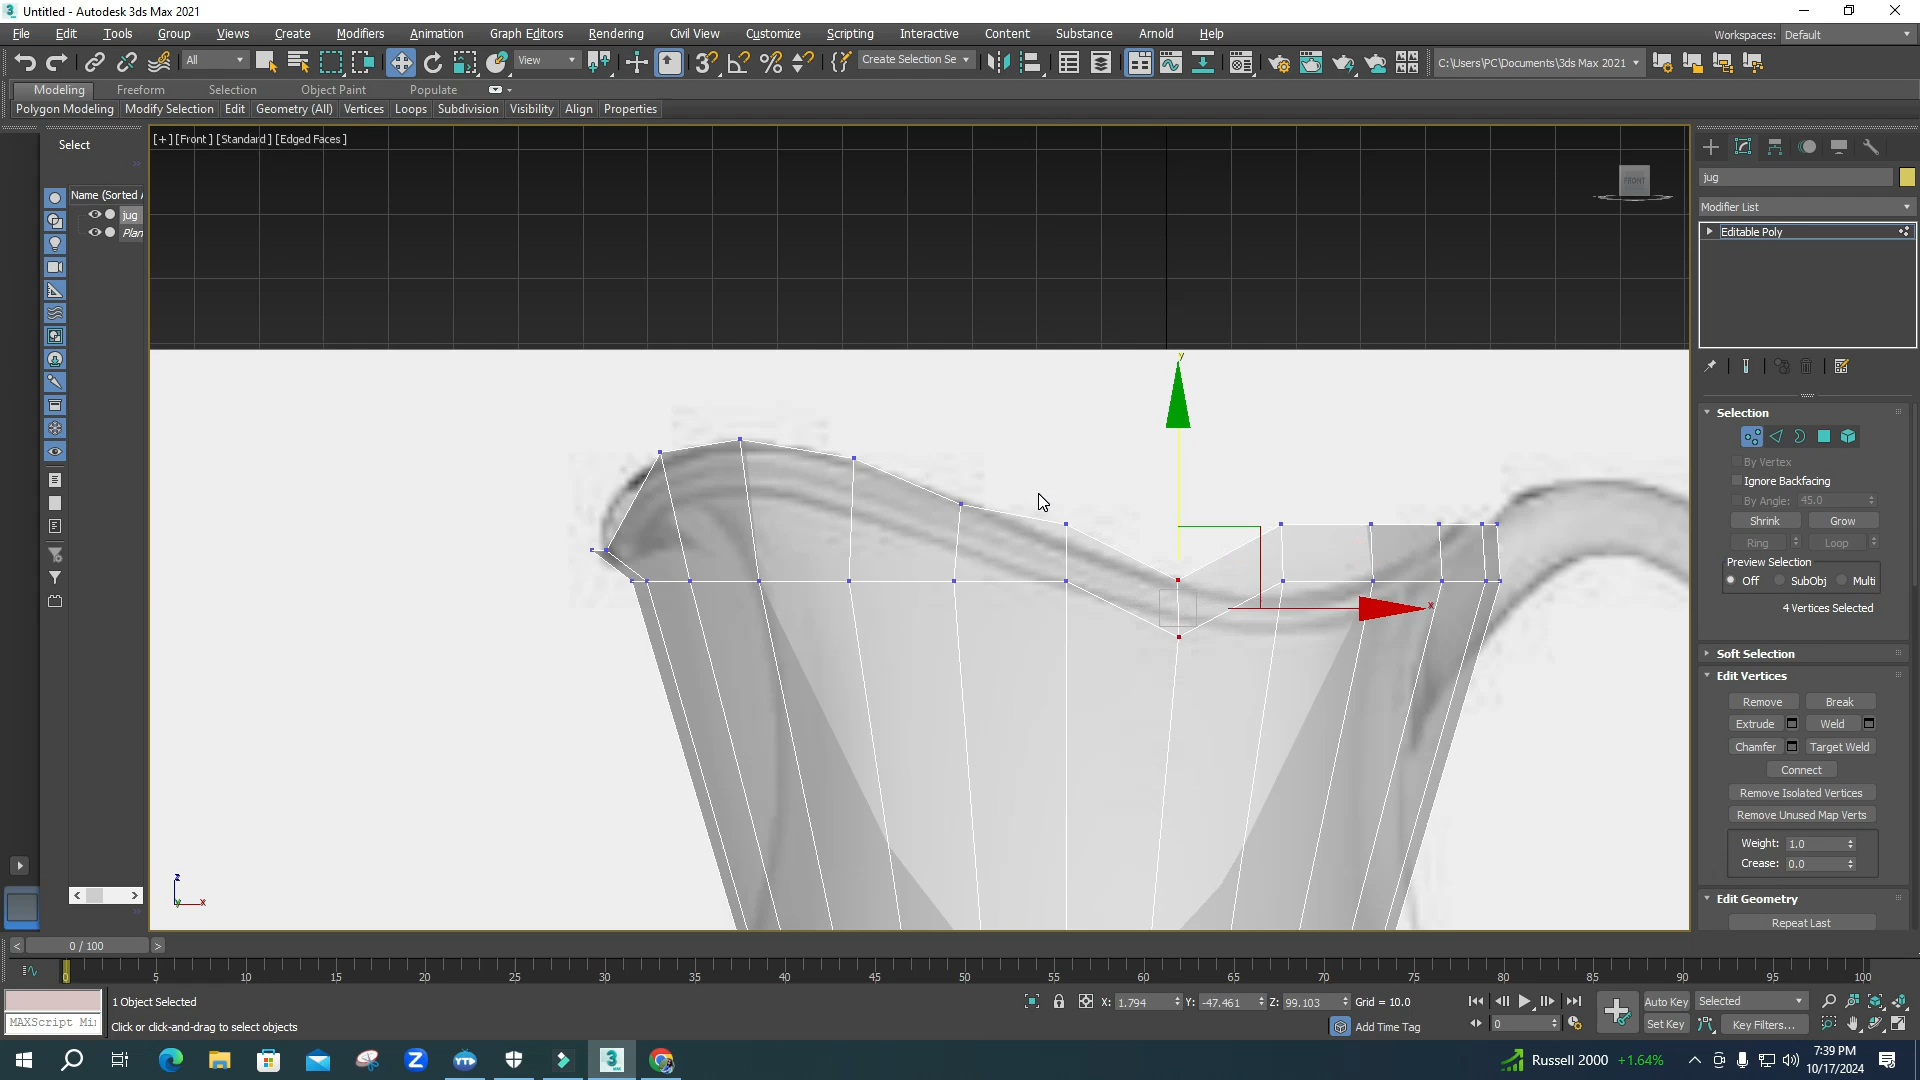 Untitled - Autodesk 3ds Max 2021
File Edit Tools Group Views Create Modifiers Animation Graph Editors Rendering Civil View Customize Scripting Interactive Content Substance Arnold Help
Workspaces: Default
All View Create Selection Se C:\Users\PC\Documents\3ds Max 2021
Modeling Freeform Selection Object Paint Populate
Polygon Modeling Modify Selection Edit Geometry (All) Vertices Loops Subdivision Visibility Align Properties
Select
Name (Sorted A
jug
Plan
[+] [Front] [Standard] [Edged Faces]
FRONT
y
x
z
y x
jug
Modifier List
Editable Poly
Selection
By Vertex
Ignore Backfacing
By Angle: 45.0
Shrink Grow
Ring Loop
Preview Selection
Off SubObj Multi
4 Vertices Selected
Soft Selection
Edit Vertices
Remove Break
Extrude Weld
Chamfer Target Weld
Connect
Remove Isolated Vertices
Remove Unused Map Verts
Weight: 1.0
Crease: 0.0
Edit Geometry
Repeat Last
< 0 / 100 >
0 5 10 15 20 25 30 35 40 45 50 55 60 65 70 75 80 85 90 95 100
1 Object Selected
MAXScript Mi
Click or click-and-drag to select objects
X: 1.794 Y: -47.461 Z: 99.103 Grid = 10.0
Add Time Tag
0
Auto Key Selected
Set Key Key Filters...
Russell 2000 +1.64%
7:39 PM
10/17/2024